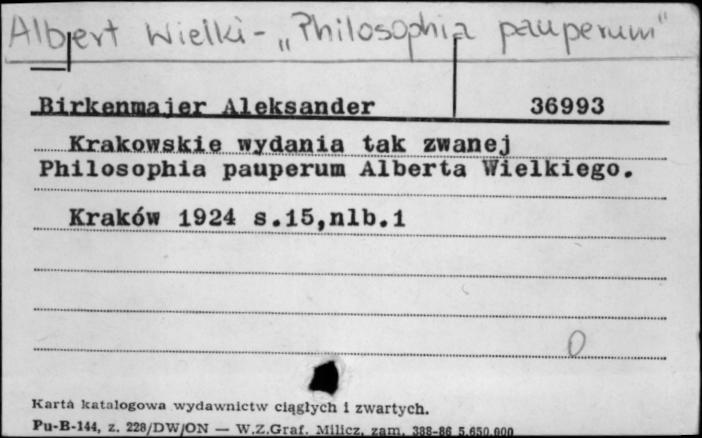 Albert Wielki - „Philosophia pauperum"
Birkenmajer Aleksander 36993
Krakowskie wydania tak zwanej
Philosophia pauperum Alberta Wielkiego.
Kraków 1924 s.15,nlb.1
0
Karta katalogowa wydawnictw ciągłych i zwartych.
Pu-B-144, z. 228/DW/ON — W.Z.Graf. Milicz, zam. 388-86 5.650.000